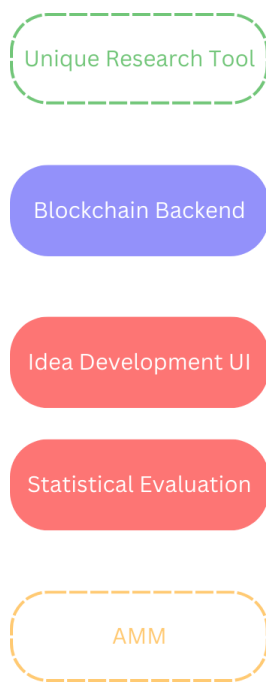 Unique Research Tool
Blockchain Backend
Idea Development UI
Statistical Evaluation
AMM